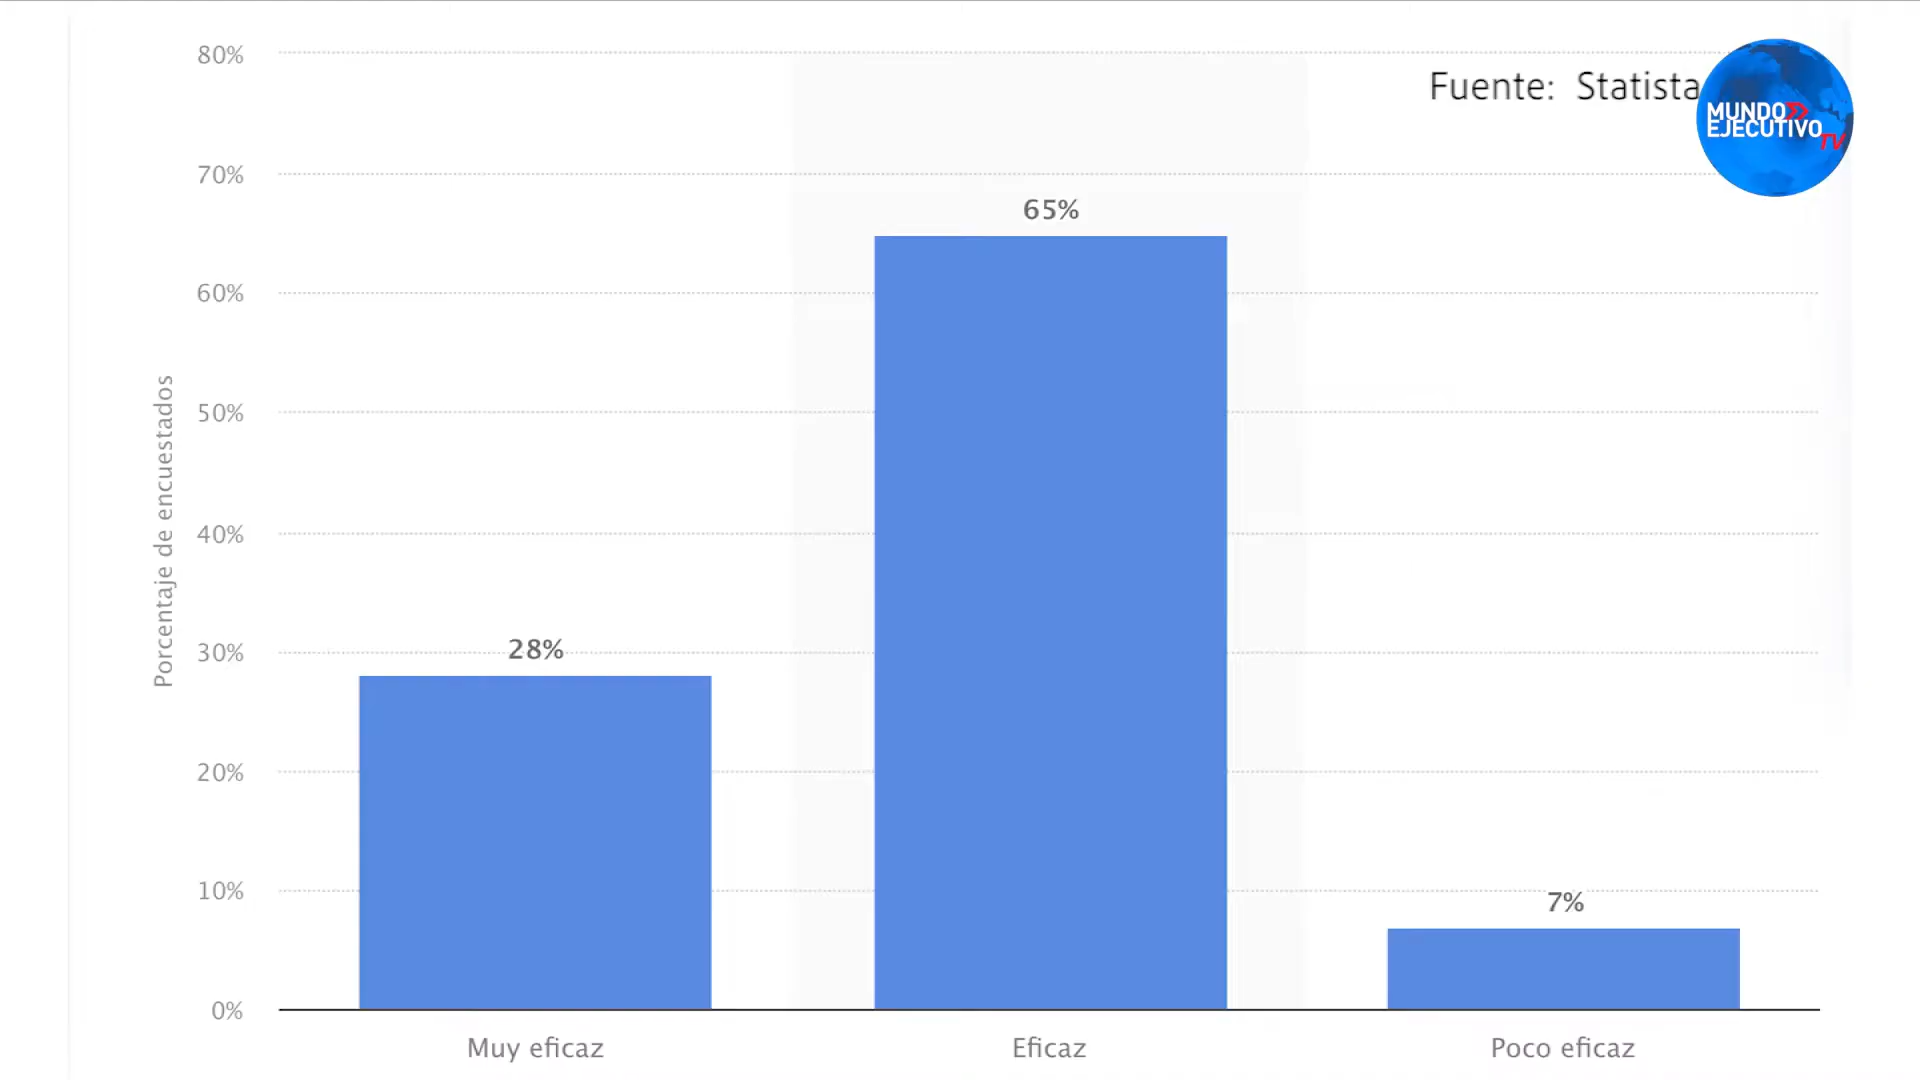 80%
Fuente: Statista
MUNDO
EJECUTIVO
TV
70%
65%
60%
Porcentaje de encuestados
50%
40%
30%
28%
20%
10%
7%
0%
Muy eficaz
Eficaz
Poco eficaz